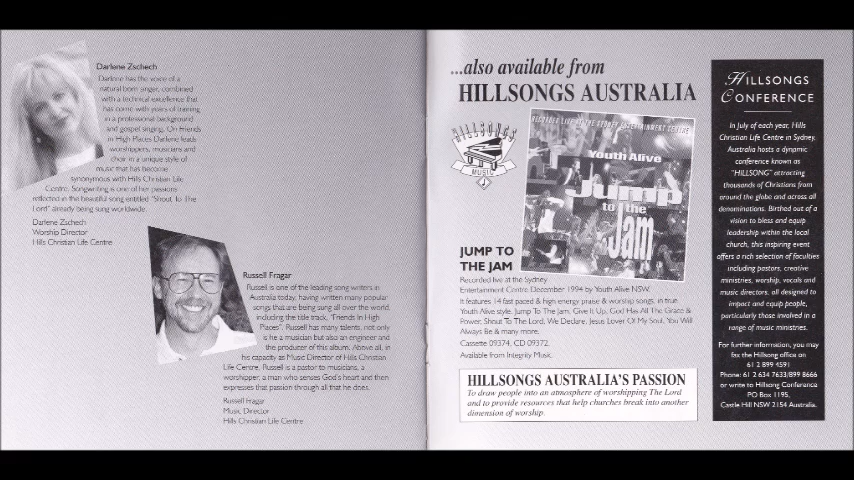 Darlene Zschech
Darlene has the voice of a
natural born singer, combined
with a technical excellence that
has come with years of training
in a professional background
and gospel singing. On Friends
in High Places Darlene leads
worshippers, musicians and
choir in a unique style of
music that has become
synonymous with Hills Christian Life
Centre. Songwriting is one of her passions
reflected in the beautiful song entitled "Shout To The
Lord" already being sung worldwide.
Darlene Zschech
Worship Director
Hills Christian Life Centre
Russell Fragar
Russell is one of the leading song writers in
Australia today, having written many popular
songs that are being sung all over the world,
including the title track, "Friends In High
Places". Russell has many talents, not only
is he a musician but also an engineer and
the producer of this album. Above all, in
his capacity as Music Director of Hills Christian
Life Centre, Russell is a pastor to musicians, a
worshipper, a man who senses God's heart and then
expresses that passion through all that he does.
Russell Fragar
Music Director
Hills Christian Life Centre
...also available from
HILLSONGS AUSTRALIA
HILLSONGS
MUSIC
RECORDED LIVE AT THE SYDNEY ENTERTAINMENT CENTRE
Youth Alive
Jump
to the
Jam
JUMP TO
THE JAM
Recorded live at the Sydney
Entertainment Centre December 1994 by Youth Alive NSW.
It features 14 fast paced & high energy praise & worship songs, in true
Youth Alive style. Jump To The Jam, Give It Up, God Has All The Grace &
Power, Shout To The Lord, We Declare, Jesus Lover Of My Soul, You Will
Always Be & many more.
Cassette 09374, CD 09372.
Available from Integrity Music.
HILLSONGS AUSTRALIA'S PASSION
To draw people into an atmosphere of worshipping The Lord
and to provide resources that help churches break into another
dimension of worship.
HILLSONGS
CONFERENCE
In July of each year, Hills
Christian Life Centre in Sydney,
Australia hosts a dynamic
conference known as
"HILLSONG" attracting
thousands of Christians from
around the globe and across all
denominations. Birthed out of a
vision to bless and equip
leadership within the local
church, this inspiring event
offers a rich selection of faculties
including pastors, creative
ministries, worship, vocals and
music directors, all designed to
impact and equip people,
particularly those involved in a
range of music ministries.
For further information, you may
fax the Hillsong office on
61 2 899 4591
Phone: 61 2 634 7633/899 8666
or write to Hillsong Conference
PO Box 1195,
Castle Hill NSW 2154 Australia.